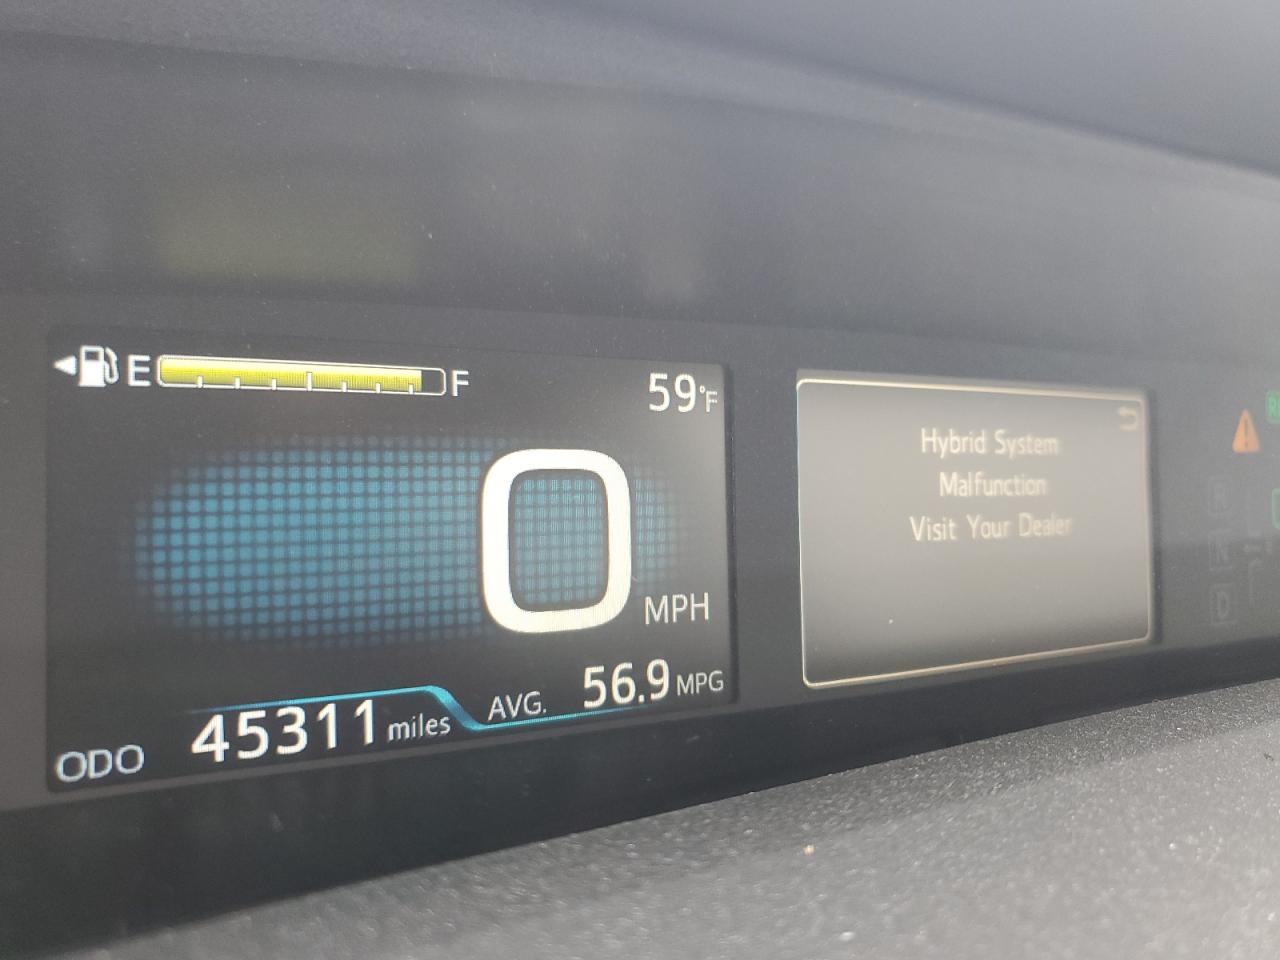 E F
59°F
0
MPH
AVG. 56.9 MPG
ODO 45311 miles
Hybrid System
Malfunction
Visit Your Dealer
R
N
D